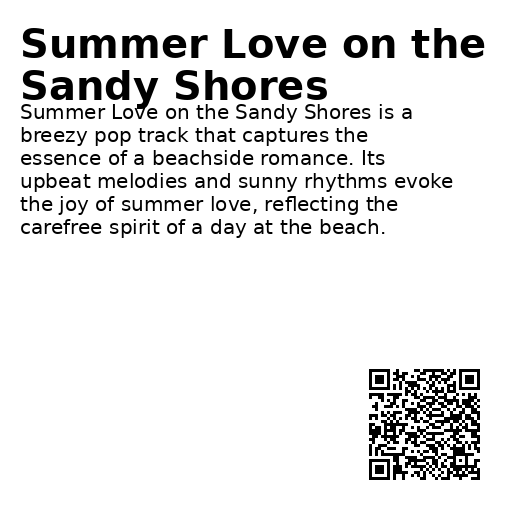 Summer Love on the
Sandy Shores
Summer Love on the Sandy Shores is a
breezy pop track that captures the
essence of a beachside romance. Its
upbeat melodies and sunny rhythms evoke
the joy of summer love, reflecting the
carefree spirit of a day at the beach.